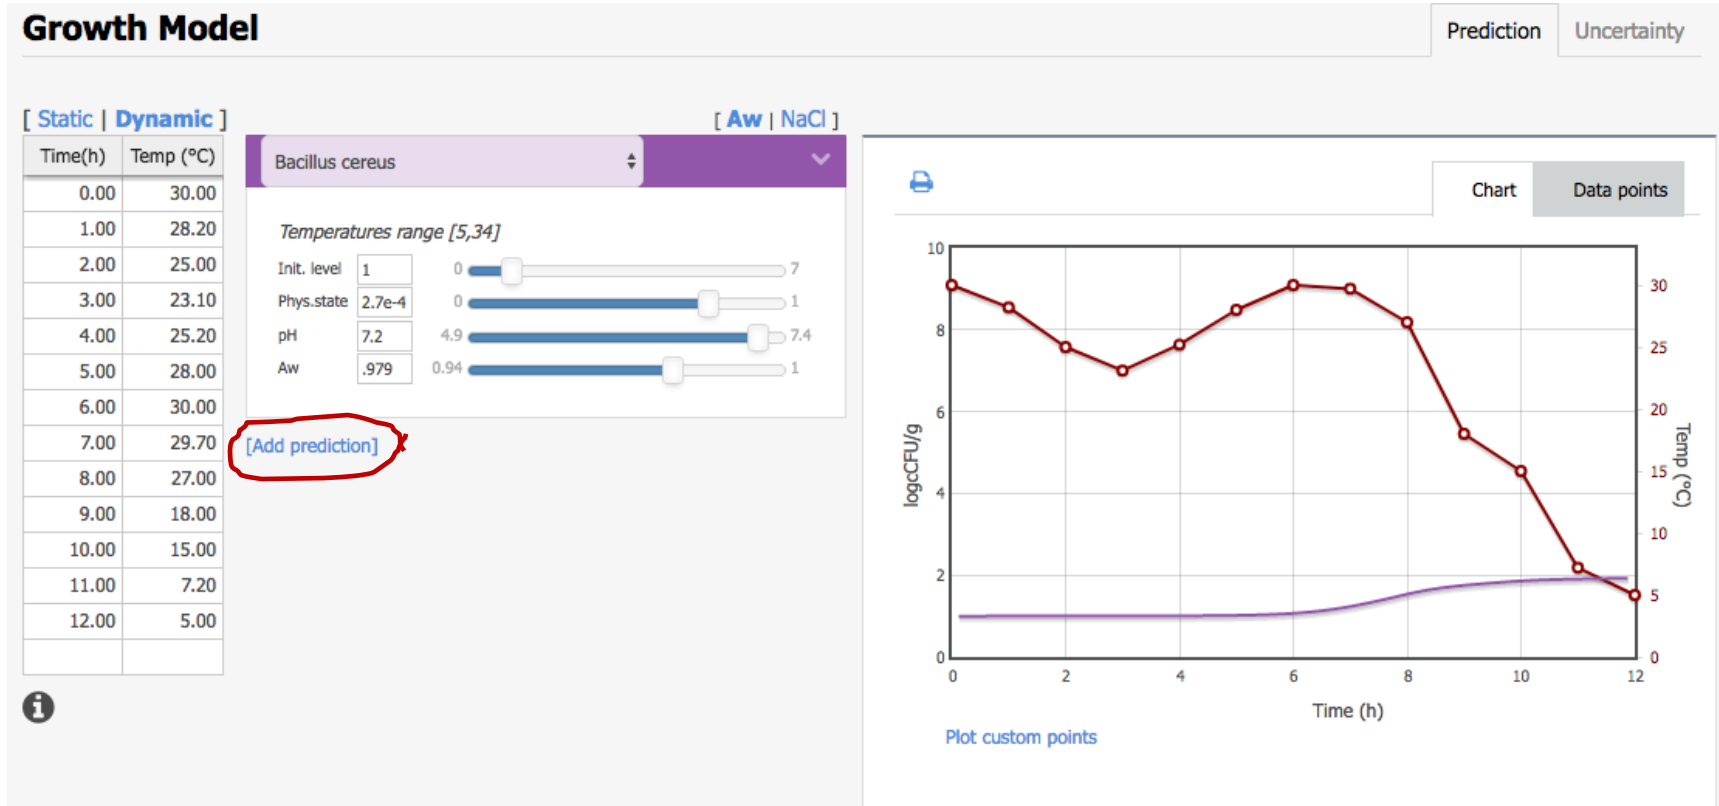 Growth Model
Prediction Uncertainty
[ Static | Dynamic ]
[ Aw | NaCl ]
Time(h) Temp (°C)
0.00 30.00
1.00 28.20
2.00 25.00
3.00 23.10
4.00 25.20
5.00 28.00
6.00 30.00
7.00 29.70
8.00 27.00
9.00 18.00
10.00 15.00
11.00 7.20
12.00 5.00
Bacillus cereus
Temperatures range [5,34]
Init. level 1 0 7
Phys.state 2.7e-4 0 1
pH 7.2 4.9 7.4
Aw .979 0.94 1
[Add prediction]
Chart Data points
10
8
6
4
2
0
logcCFU/g
30
25
20
15
10
5
0
Temp (°C)
0 2 4 6 8 10 12
Time (h)
Plot custom points